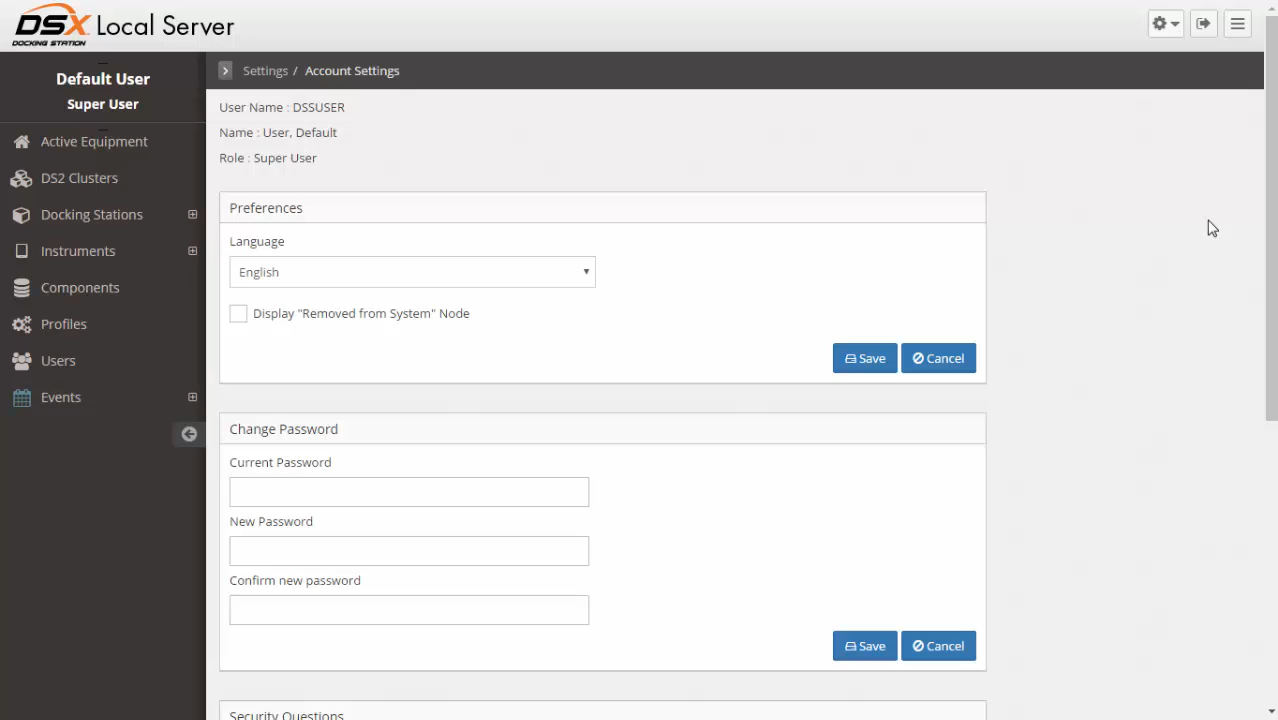 DSX Local Server
DOCKING STATION
Default User
Super User
Active Equipment
DS2 Clusters
Docking Stations
Instruments
Components
Profiles
Users
Events
Settings / Account Settings
User Name : DSSUSER
Name : User, Default
Role : Super User
Preferences
Language
English
Display "Removed from System" Node
Save Cancel
Change Password
Current Password
New Password
Confirm new password
Save Cancel
Security Questions